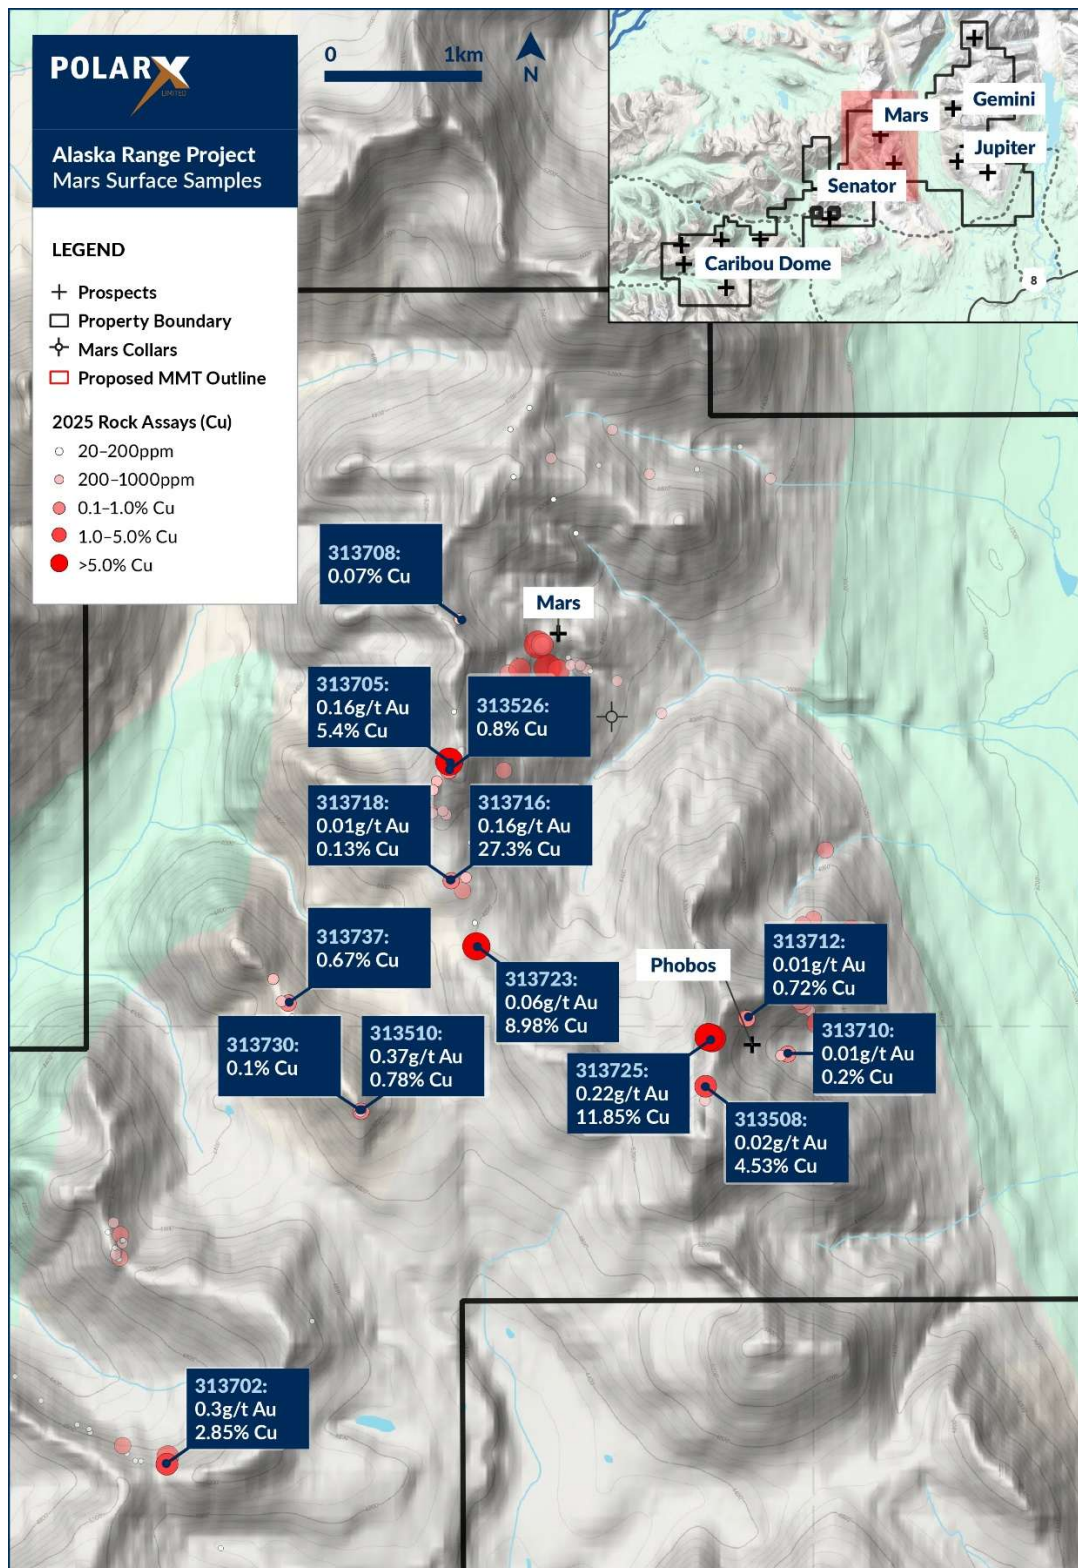 POLARX
LIMITED
Alaska Range Project
Mars Surface Samples
LEGEND
Prospects
Property Boundary
Mars Collars
Proposed MMT Outline
2025 Rock Assays (Cu)
20–200ppm
200–1000ppm
0.1–1.0% Cu
1.0–5.0% Cu
>5.0% Cu
0 1km
N
Mars
Gemini
Jupiter
Senator
Caribou Dome
8
313708:
0.07% Cu
Mars
313705:
0.16g/t Au
5.4% Cu
313526:
0.8% Cu
313718:
0.01g/t Au
0.13% Cu
313716:
0.16g/t Au
27.3% Cu
313737:
0.67% Cu
313723:
0.06g/t Au
8.98% Cu
Phobos
313712:
0.01g/t Au
0.72% Cu
313730:
0.1% Cu
313510:
0.37g/t Au
0.78% Cu
313710:
0.01g/t Au
0.2% Cu
313725:
0.22g/t Au
11.85% Cu
313508:
0.02g/t Au
4.53% Cu
313702:
0.3g/t Au
2.85% Cu